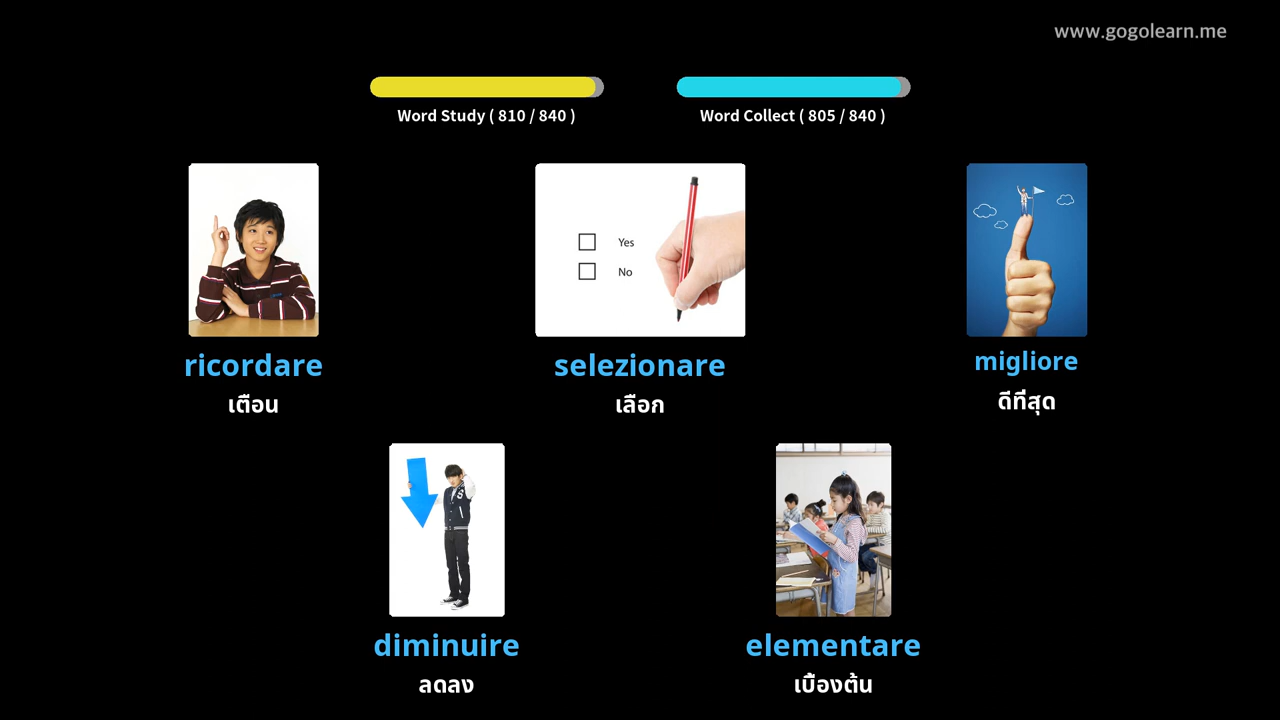 www.gogolearn.me
Word Study ( 810 / 840 )
Word Collect ( 805 / 840 )
Yes
No
ricordare
selezionare
migliore
เตือน
เลือก
ดีที่สุด
diminuire
elementare
ลดลง
เบื้องต้น